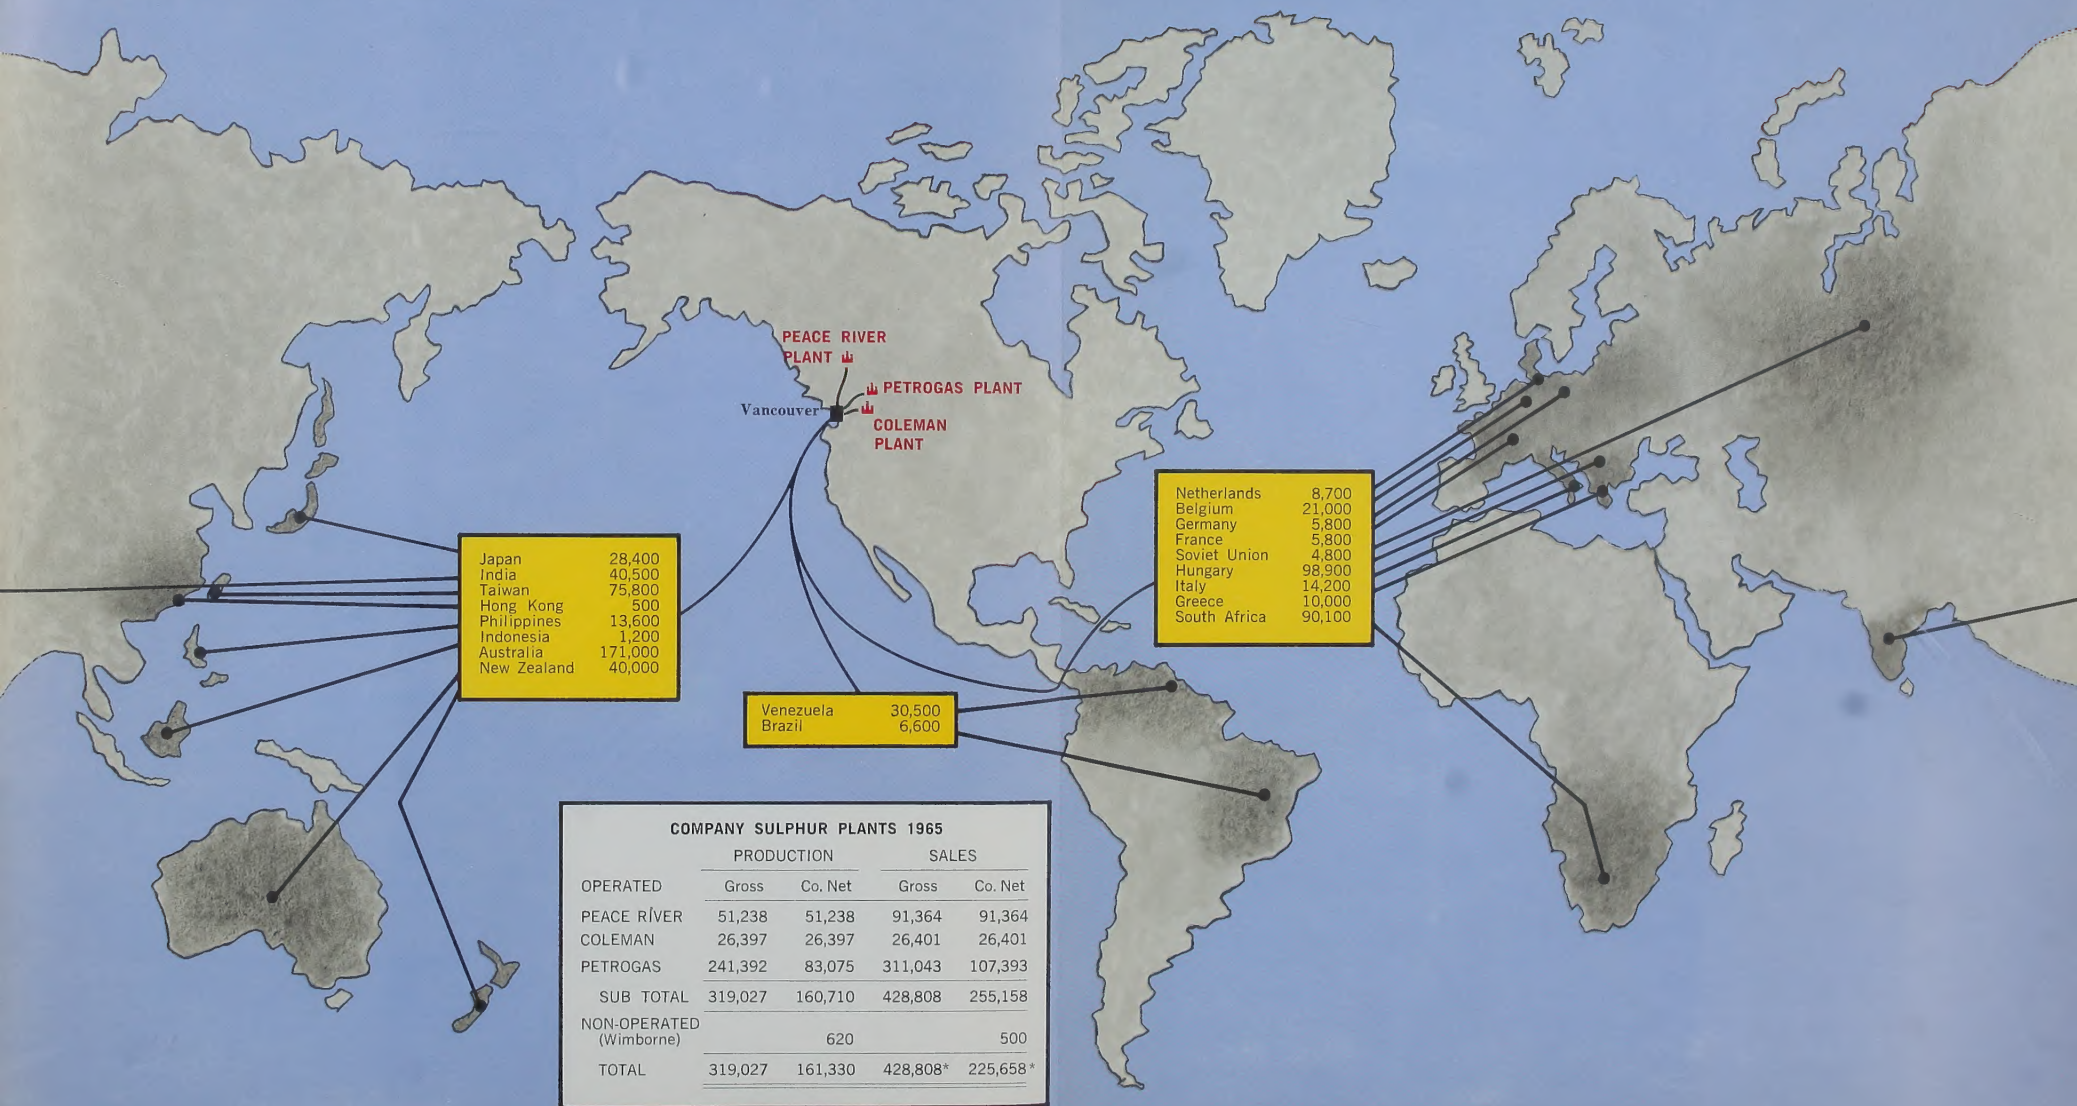 PEACE RIVER
PLANT
PETROGAS PLANT
Vancouver
COLEMAN
PLANT
Netherlands 8,700
Belgium 21,000
Germany 5,800
France 5,800
Soviet Union 4,800
Hungary 98,900
Italy 14,200
Greece 10,000
South Africa 90,100
Japan 28,400
India 40,500
Taiwan 75,800
Hong Kong 500
Philippines 13,600
Indonesia 1,200
Australia 171,000
New Zealand 40,000
Venezuela 30,500
Brazil 6,600
COMPANY SULPHUR PLANTS 1965
PRODUCTION SALES
OPERATED Gross Co. Net Gross Co. Net
PEACE RIVER 51,238 51,238 91,364 91,364
COLEMAN 26,397 26,397 26,401 26,401
PETROGAS 241,392 83,075 311,043 107,393
SUB TOTAL 319,027 160,710 428,808 255,158
NON-OPERATED
(Wimborne) 620 500
TOTAL 319,027 161,330 428,808* 225,658*